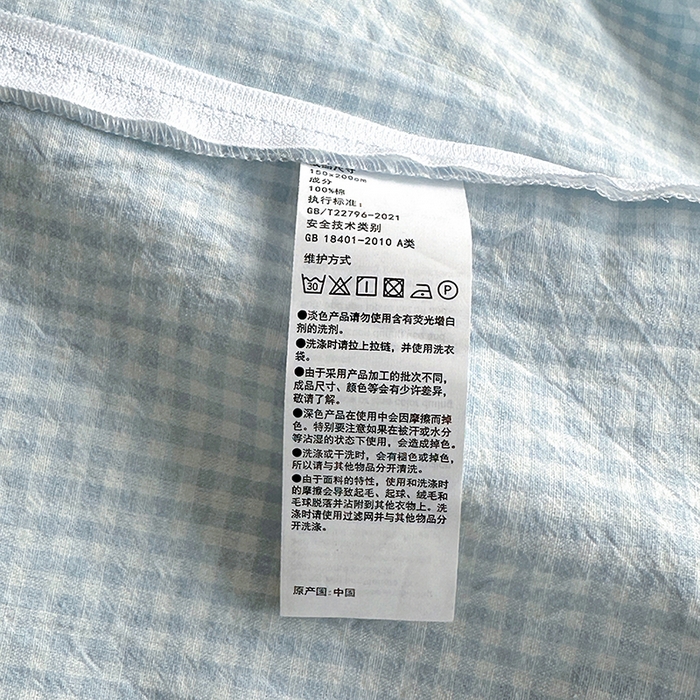 150×200cm
成分
100%棉
执行标准：
GB/T22796-2021
安全技术类别
GB 18401-2010 A类
维护方式
30 P
●淡色产品请勿使用含有荧光增白
剂的洗剂。
●洗涤时请拉上拉链，并使用洗衣
袋。
●由于采用产品加工的批次不同，
成品尺寸、颜色等会有少许差异，
敬请了解。
●深色产品在使用中会因摩擦而掉
色。特别要注意如果在被汗或水分
等沾湿的状态下使用，会造成掉色。
●洗涤或干洗时，会有褪色或掉色，
所以请与其他物品分开清洗。
●由于面料的特性，使用和洗涤时
的摩擦会导致起毛、起球、绒毛和
毛球脱落并沾附到其他衣物上。洗
涤时请使用过滤网并与其他物品分
开洗涤。
原产国：中国